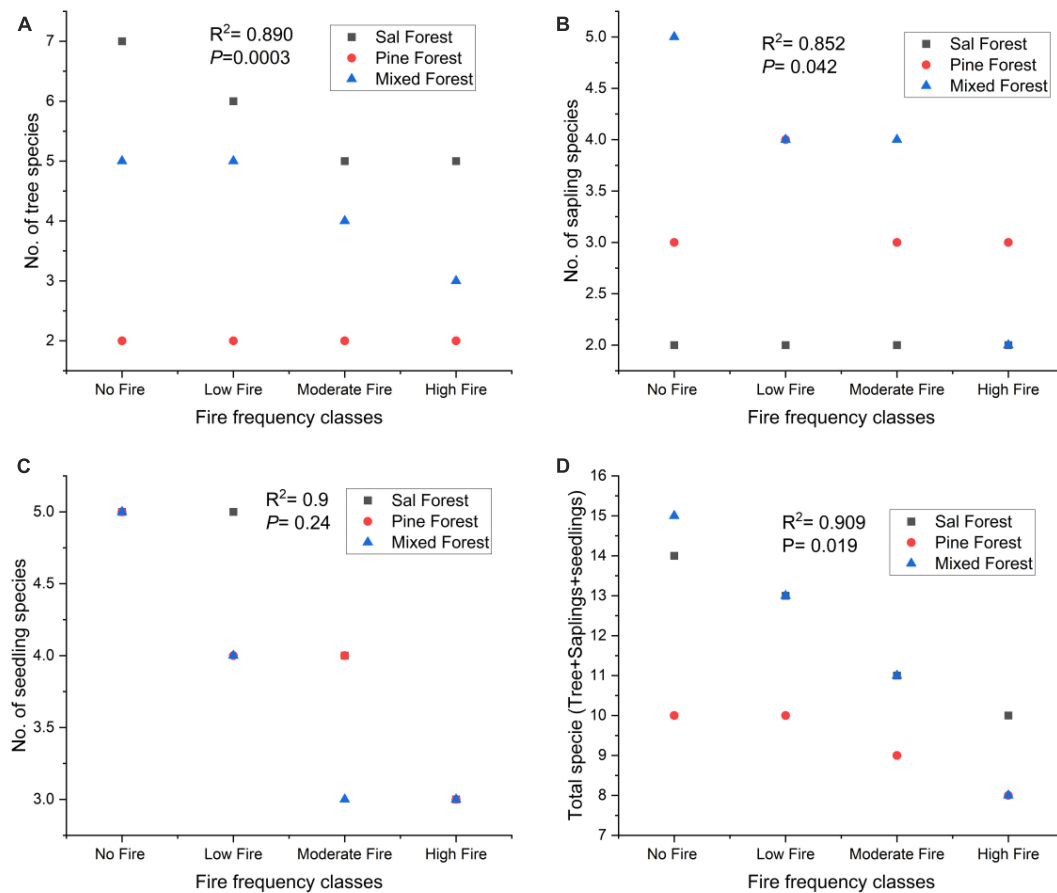 A
R²= 0.890
P=0.0003
Sal Forest
Pine Forest
Mixed Forest
7
6
5
4
3
2
No. of tree species
No Fire Low Fire Moderate Fire High Fire
Fire frequency classes
B
R²= 0.852
P= 0.042
Sal Forest
Pine Forest
Mixed Forest
5.0
4.5
4.0
3.5
3.0
2.5
2.0
No. of sapling species
No Fire Low Fire Moderate Fire High Fire
Fire frequency classes
C
R²= 0.9
P= 0.24
Sal Forest
Pine Forest
Mixed Forest
5.0
4.5
4.0
3.5
3.0
No. of seedling species
No Fire Low Fire Moderate Fire High Fire
Fire frequency classes
D
R²= 0.909
P= 0.019
Sal Forest
Pine Forest
Mixed Forest
16
15
14
13
12
11
10
9
8
7
Total specie (Tree+Saplings+seedlings)
No Fire Low Fire Moderate Fire High Fire
Fire frequency classes